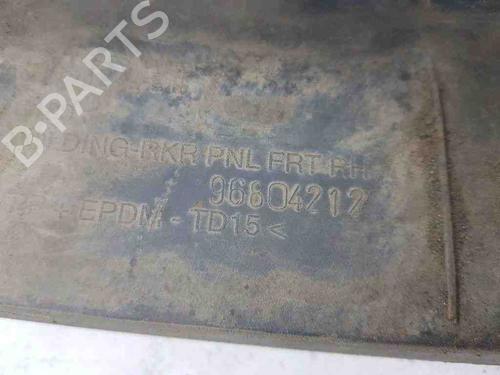 B-PARTS
DING-RKR PNL FRT-RH
96804212
EPDM - TD15<